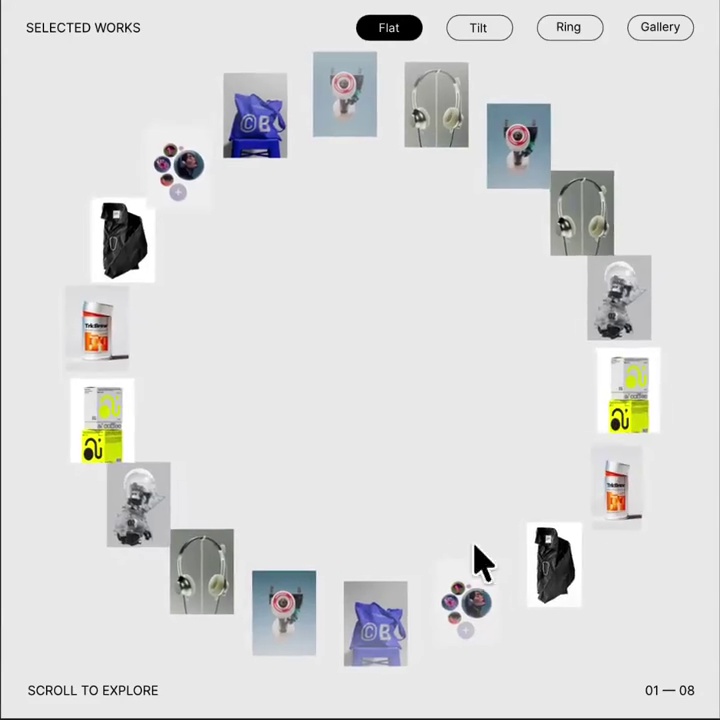 SELECTED WORKS
Flat
Tilt
Ring
Gallery
SCROLL TO EXPLORE
01 — 08